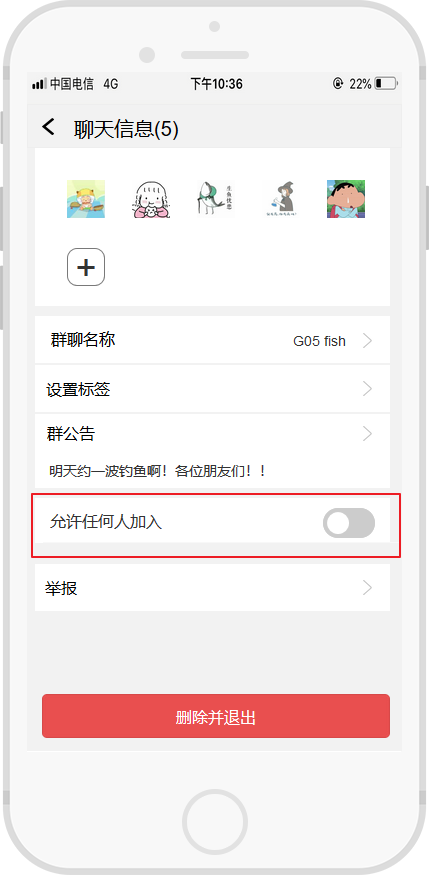 中国电信 4G 下午10:36 22%
聊天信息(5)
群聊名称 G05 fish
设置标签
群公告
明天约一波钓鱼啊！各位朋友们！！
允许任何人加入
举报
删除并退出